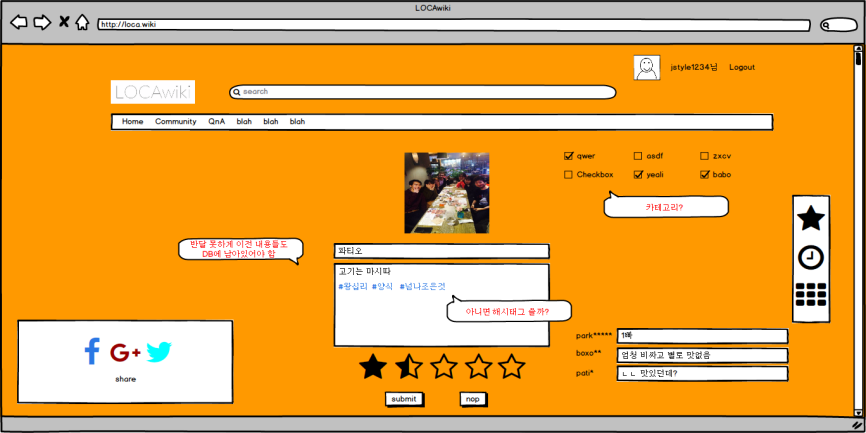 LOCAwiki
http://loca.wiki
jstyle1234님 Logout
LOCAwiki
search
Home Community QnA blah blah blah
qwer asdf zxcv
Checkbox yeali babo
카테고리?
반달 못하게 이전 내용들도
DB에 남아있어야 함
파티오
고기는 마시따
#왕십리 #양식 #넘나조은것
아니면 해시태그 쓸까?
park***** 1빠
boxo** 엄청 비싸고 별로 맛없음
pati* ㄴㄴ 맛있던데?
G+
share
submit nop